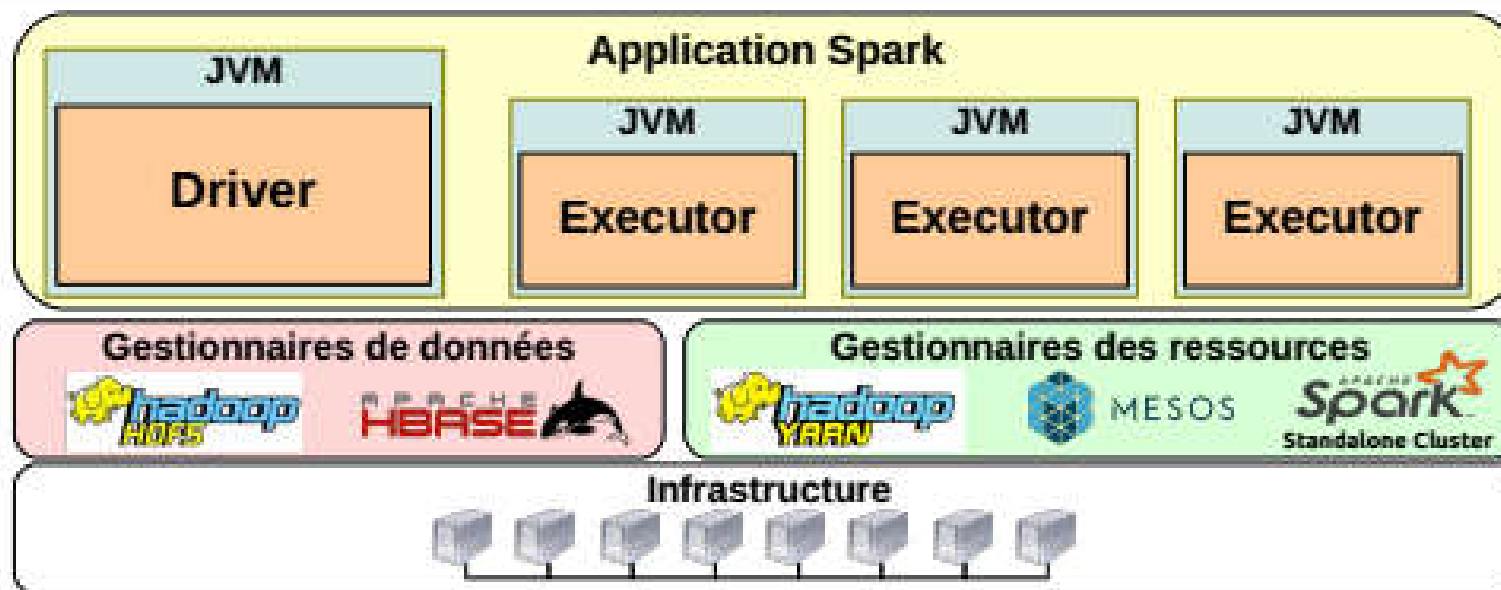 Application Spark
JVM
Driver
JVM
Executor
JVM
Executor
JVM
Executor
Gestionnaires de données
hadoop
HDFS
APACHE
HBASE
Gestionnaires des ressources
hadoop
YARN
MESOS
APACHE
Spark
Standalone Cluster
Infrastructure